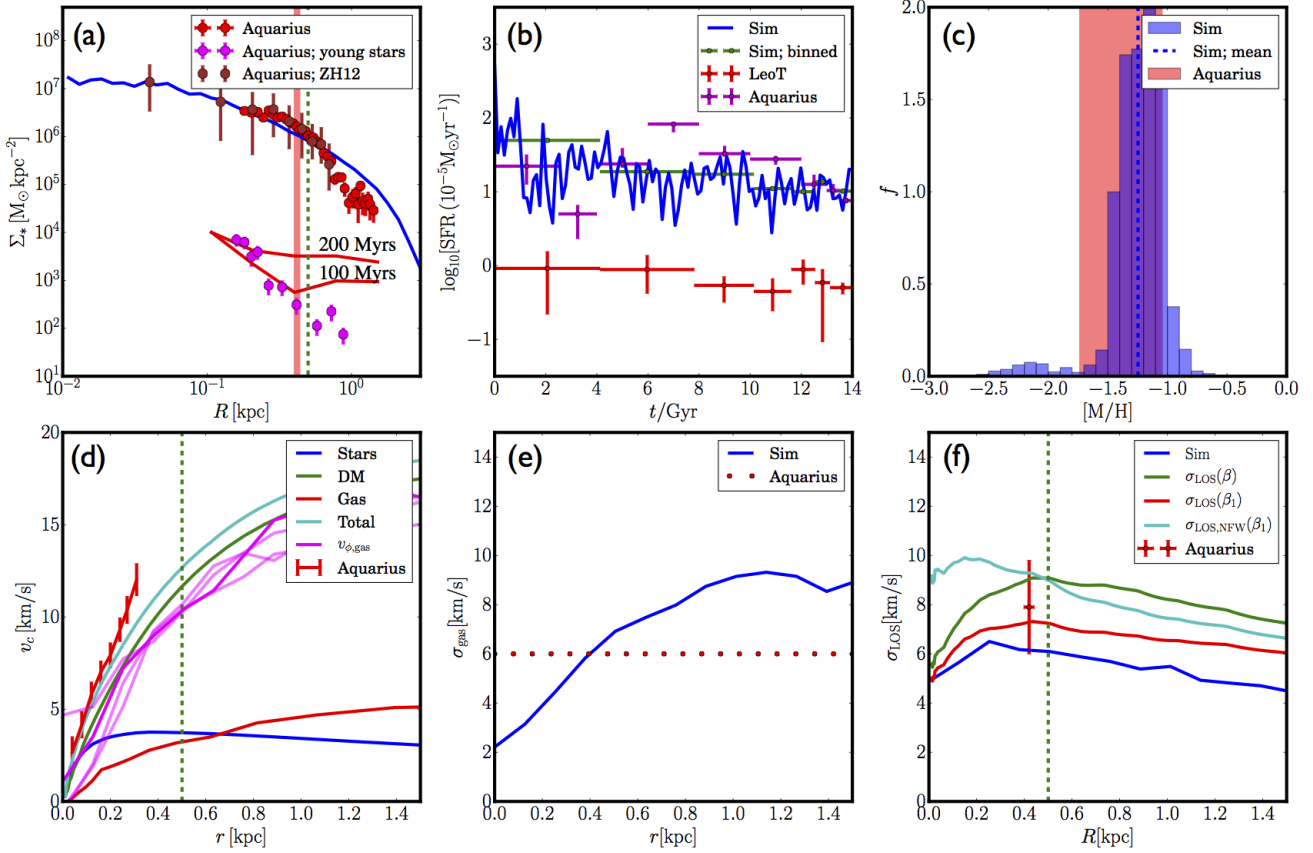 (a)
Aquarius
Aquarius; young stars
Aquarius; ZH12
200 Myrs
100 Myrs
Σ* [M⊙ kpc⁻²]
10⁸
10⁷
10⁶
10⁵
10⁴
10³
10²
10¹
10⁻² 10⁻¹ 10⁰
R [kpc]
(b)
Sim
Sim; binned
LeoT
Aquarius
log₁₀[SFR (10⁻⁵M⊙yr⁻¹)]
3
2
1
0
−1
0 2 4 6 8 10 12 14
t/Gyr
(c)
Sim
Sim; mean
Aquarius
f
2.0
1.5
1.0
0.5
0.0
−3.0 −2.5 −2.0 −1.5 −1.0 −0.5 0.0
[M/H]
(d)
Stars
DM
Gas
Total
vϕ,gas
Aquarius
v_c [km/s]
20
15
10
5
0
0.0 0.2 0.4 0.6 0.8 1.0 1.2 1.4
r [kpc]
(e)
Sim
Aquarius
σgas[km/s]
14
12
10
8
6
4
2
0
0.0 0.2 0.4 0.6 0.8 1.0 1.2 1.4
r [kpc]
(f)
Sim
σLOS(β)
σLOS(β₁)
σLOS,NFW(β₁)
Aquarius
σLOS[km/s]
14
12
10
8
6
4
2
0
0.0 0.2 0.4 0.6 0.8 1.0 1.2 1.4
R[kpc]